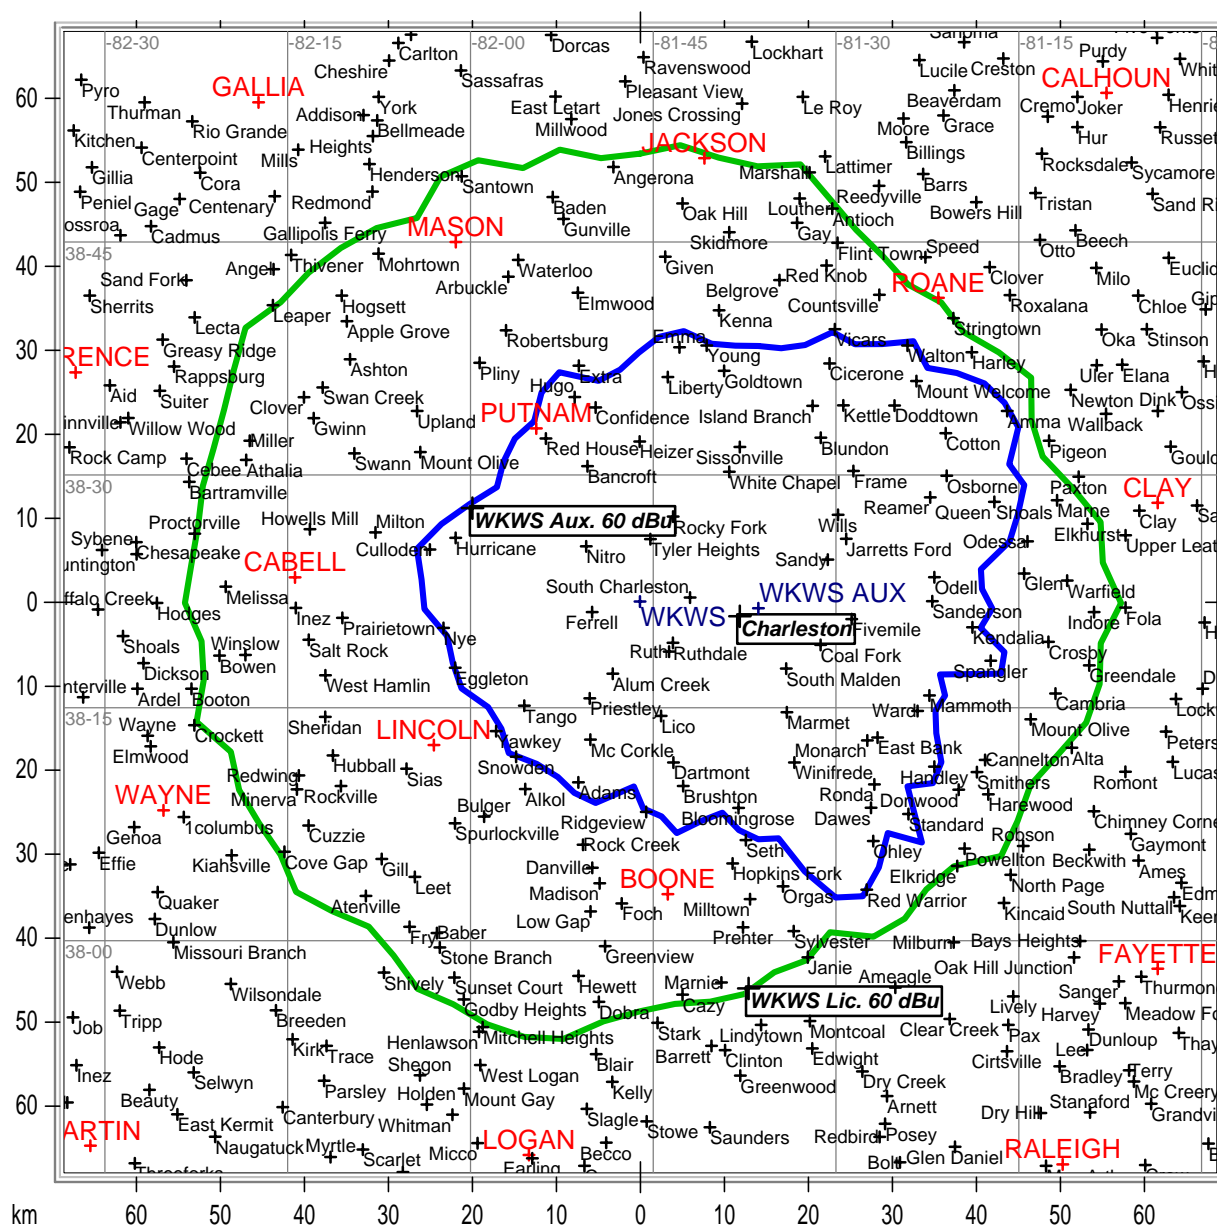 -82-30
-82-15
-82-00
-81-45
-81-30
-81-15
Carlton
Dorcas
Lockhart
Purdy
Cheshire
Sassafras
Ravenswood
Lucile
Creston
Pyro
GALLIA
Pleasant View
CALHOUN
Thurman
York
East Letart
Jones Crossing
Le Roy
Beaverdam
Cremo
Joker
Addison
Bellmeade
Millwood
Moore
Grace
Hur
Kitchen
Rio Grande
JACKSON
Billings
Centerpoint
Mills
Heights
Lattimer
Rocksdale
Sycamore
Gillia
Cora
Henderson
Santown
Angerona
Marshall
Reedyville
Barrs
Peniel
Gage
Centenary
Redmond
Baden
Oak Hill
Louther
Antioch
Bowers Hill
Tristan
Cadmus
Gallipolis Ferry
MASON
Gunville
Skidmore
Gay
Flint Town
Speed
Otto
Beech
38-45
Sand Fork
Angel
Thivener
Mohrtown
Waterloo
Given
Red Knob
Clover
Milo
Sherrits
Arbuckle
Belgrove
ROANE
Hogsett
Elmwood
Countsville
Roxalana
Chloe
Leaper
Kenna
Lecta
Apple Grove
Robertsburg
Emma
Vicars
Stringtown
Oka
Stinson
Greasy Ridge
Young
Walton
Harley
Rappsburg
Ashton
Pliny
Extra
Goldtown
Cicerone
Ufer
Elana
Aid
Suiter
Swan Creek
Hugo
Liberty
Mount Welcome
Newton
Dink
Willow Wood
Clover
Gwinn
Upland
PUTNAM
Confidence
Island Branch
Kettle
Doddtown
Amma
Wallback
Rock Camp
Miller
Red House
Heizer
Sissonville
Blundon
Cotton
Pigeon
Cebee
Athalia
Swann
Mount Olive
Bancroft
38-30
Bartramville
White Chapel
Frame
Osborne
Paxton
CLAY
Proctorville
Howells Mill
Milton
WKWS Aux. 60 dBu
Rocky Fork
Wills
Reamer
Queen Shoals
Marne
Clay
Sybene
Chesapeake
Culloden
Hurricane
Nitro
Tyler Heights
Jarretts Ford
Odessa
Elkhurst
CABELL
Sandy
Melissa
South Charleston
WKWS AUX
Odell
Glen
Warfield
Hodges
Inez
Prairietown
Ferrell
WKWS
Charleston
Fivemile
Sanderson
Indore
Fola
Shoals
Winslow
Salt Rock
Nye
Ruth
Ruthdale
Coal Fork
Kendalia
Crosby
Dickson
Bowen
West Hamlin
Eggleton
Alum Creek
South Malden
Spangler
Greendale
Ardel
Booton
38-15
Wayne
Crockett
Sheridan
LINCOLN
Tango
Priestley
Lico
Marmet
Ward
Mammoth
Cambria
Mount Olive
Elmwood
Hubball
Yawkey
Mc Corkle
Monarch
East Bank
Redwing
Sias
Snowden
Dartmont
Winifrede
Handley
Cannelton
Smithers
Romont
WAYNE
Minerva
Rockville
Alkol
Adams
Brushton
Ronda
Donwood
Harewood
Genoa
1columbus
Cuzzie
Bulger
Spurlockville
Ridgeview
Bloomingrose
Dawes
Standard
Robson
Effie
Kiahsville
Cove Gap
Rock Creek
Seth
Ohley
Powellton
Beckwith
Gaymont
Gill
Danville
BOONE
Hopkins Fork
Elkridge
Ames
Quaker
Leet
Madison
Foch
Milltown
Orgas
Red Warrior
North Page
South Nuttall
Dunlow
Atenville
Low Gap
Kincaid
Missouri Branch
Fry
Baber
Prenter
Sylvester
Milburn
Bays Heights
38-00
Stone Branch
Greenview
Janie
Oak Hill Junction
FAYETTE
Webb
Shively
Sunset Court
Hewett
Marnie
Ameagle
Wilsondale
Godby Heights
Dobra
Cazy
WKWS Lic. 60 dBu
Lively
Sanger
Job
Tripp
Breeden
Mitchell Heights
Stark
Lindytown
Montcoal
Clear Creek
Pax
Harvey
Hode
Kirk
Trace
Henlawson
Blair
Barrett
Clinton
Edwight
Cirtsville
Lee
Dunloup
Inez
Selwyn
Parsley
Shegon
West Logan
Kelly
Greenwood
Dry Creek
Bradley
Terry
Beauty
Holden
Mount Gay
Arnett
Mc Creery
East Kermit
Canterbury
Whitman
Slagle
Dry Hill
Stanaford
Naugatuck
Myrtle
LOGAN
Stowe
Saunders
Redbird
Posey
RALEIGH
Scarlet
Micco
Becco
Bolt
Glen Daniel
Earling
60
50
40
30
20
10
0
10
20
30
40
50
60
km
60
50
40
30
20
10
0
10
20
30
40
50
60